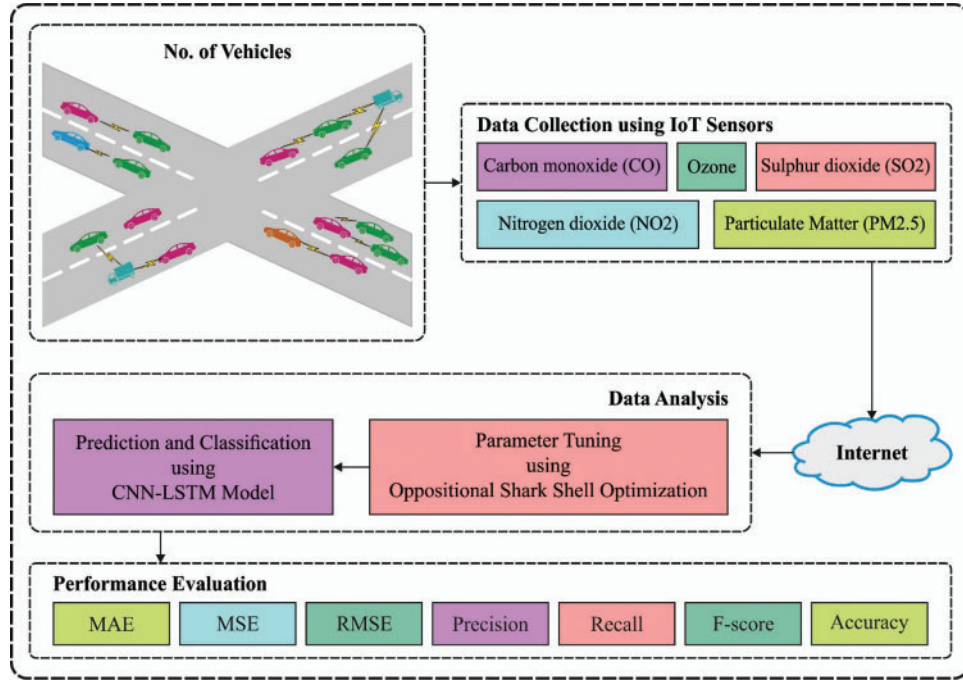 No. of Vehicles
Data Collection using IoT Sensors
Carbon monoxide (CO)
Ozone
Sulphur dioxide (SO2)
Nitrogen dioxide (NO2)
Particulate Matter (PM2.5)
Internet
Data Analysis
Parameter Tuning
using
Oppositional Shark Shell Optimization
Prediction and Classification
using
CNN-LSTM Model
Performance Evaluation
MAE
MSE
RMSE
Precision
Recall
F-score
Accuracy